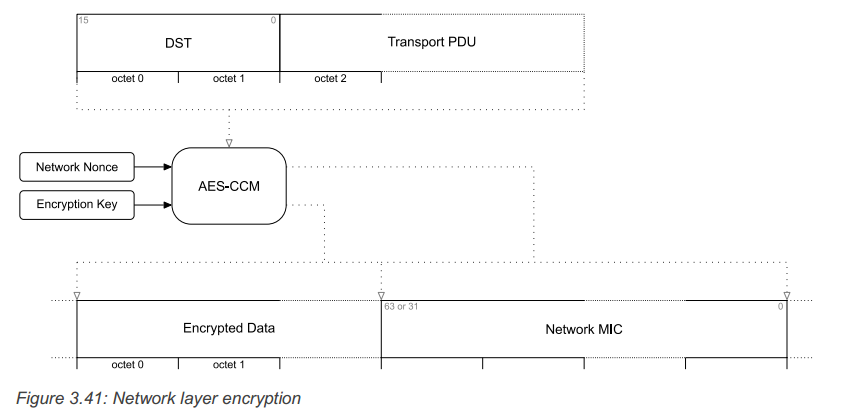 15 0
DST
Transport PDU
octet 0 octet 1 octet 2
Network Nonce
AES-CCM
Encryption Key
63 or 31 0
Encrypted Data
Network MIC
octet 0 octet 1
Figure 3.41: Network layer encryption